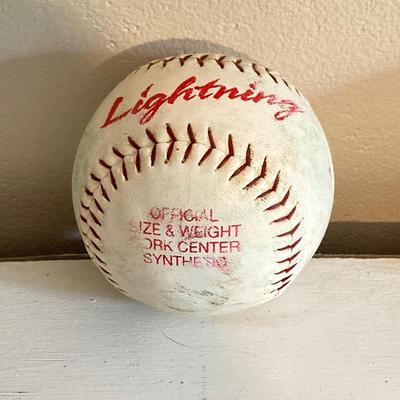 Lightning
OFFICIAL
SIZE & WEIGHT
CORK CENTER
SYNTHETIC